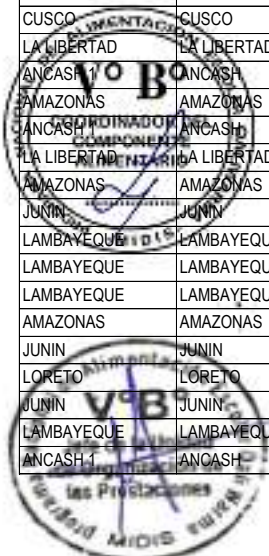 CUSCO CUSCO
LA LIBERTAD LA LIBERTAD
ANCASH 1 ANCASH
AMAZONAS AMAZONAS
ANCASH 1 ANCASH
LA LIBERTAD LA LIBERTAD
AMAZONAS AMAZONAS
JUNIN JUNIN
LAMBAYEQUE LAMBAYEQU
LAMBAYEQUE LAMBAYEQU
LAMBAYEQUE LAMBAYEQU
AMAZONAS AMAZONAS
JUNIN JUNIN
LORETO LORETO
JUNIN JUNIN
LAMBAYEQUE LAMBAYEQU
ANCASH 1 ANCASH
V° B°
COORDINADOR
COMPONENTE
ALIMENTARIO
MIDIS
V°B°
las Prestaciones
MIDIS